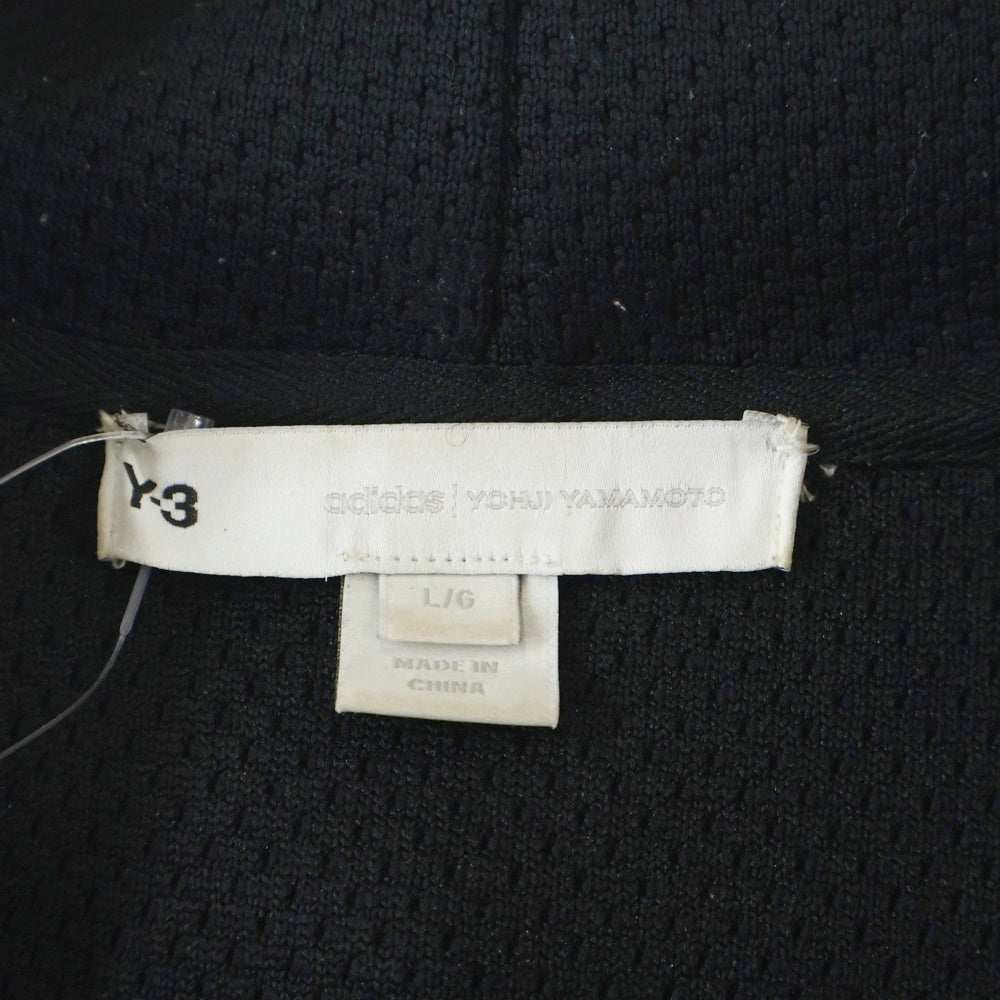 Y-3 adidas | YOHJI YAMAMOTO
L/G
MADE IN
CHINA